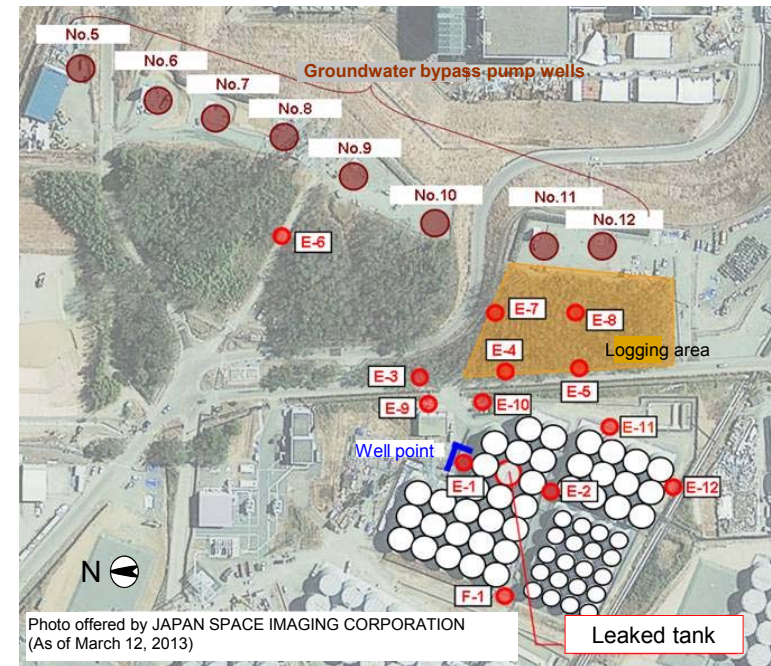 No.5
No.6
No.7
Groundwater bypass pump wells
No.8
No.9
No.10
No.11
No.12
E-6
E-7
E-8
Logging area
E-4
E-5
E-3
E-9
E-10
E-11
Well point
E-1
E-2
E-12
N
F-1
Photo offered by JAPAN SPACE IMAGING CORPORATION
(As of March 12, 2013)
Leaked tank